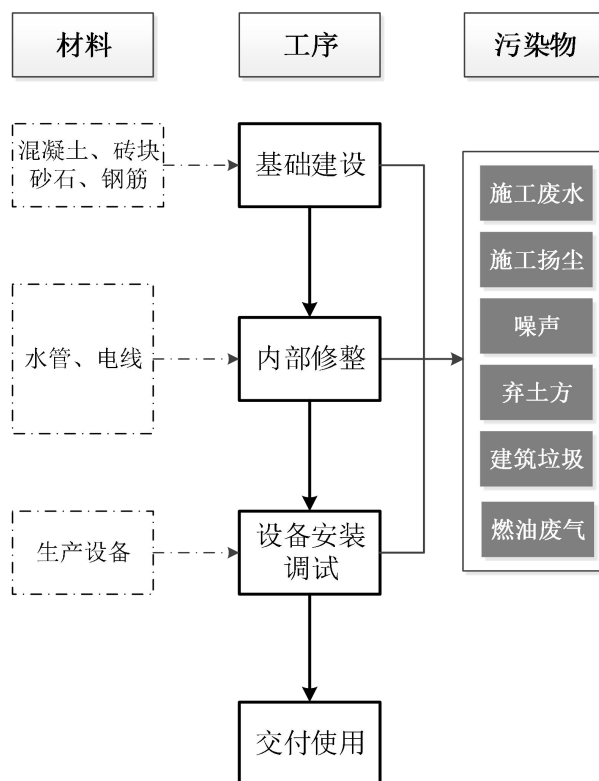 材料
工序
污染物
混凝土、砖块
砂石、钢筋
基础建设
施工废水
施工扬尘
噪声
水管、电线
内部修整
弃土方
建筑垃圾
生产设备
设备安装
调试
燃油废气
交付使用